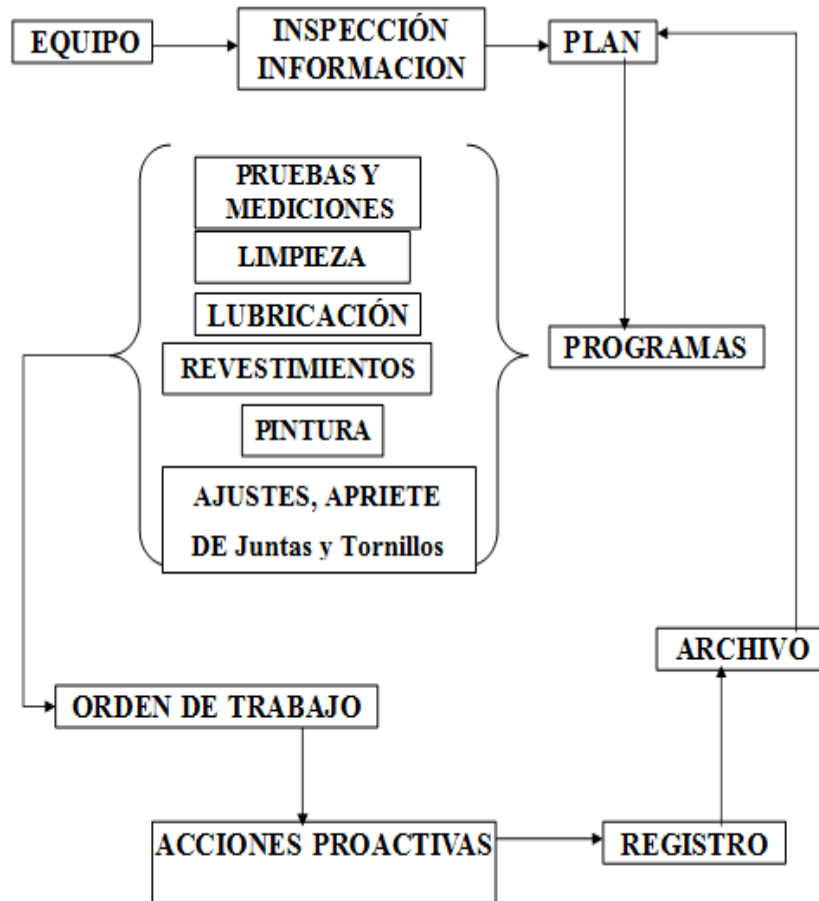 EQUIPO
INSPECCIÓN
INFORMACION
PLAN
PRUEBAS Y
MEDICIONES
LIMPIEZA
LUBRICACIÓN
REVESTIMIENTOS
PROGRAMAS
PINTURA
AJUSTES, APRIETE
DE Juntas y Tornillos
ARCHIVO
ORDEN DE TRABAJO
ACCIONES PROACTIVAS
REGISTRO